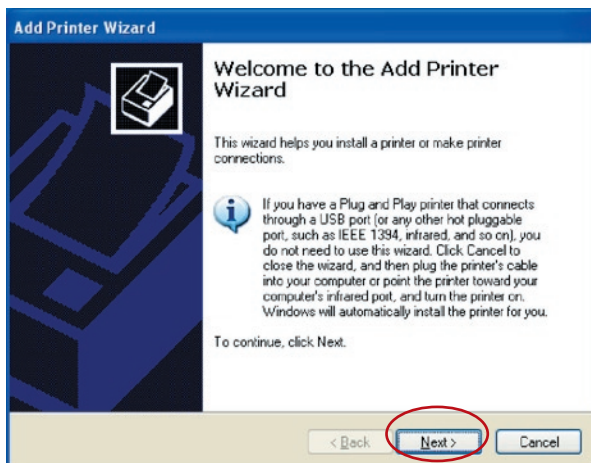 Add Printer Wizard
Welcome to the Add Printer
Wizard
This wizard helps you install a printer or make printer
connections.
If you have a Plug and Play printer that connects
through a USB port (or any other hot pluggable
port, such as IEEE 1394, infrared, and so on), you
do not need to use this wizard. Click Cancel to
close the wizard, and then plug the printer's cable
into your computer or point the printer toward your
computer's infrared port, and turn the printer on.
Windows will automatically install the printer for you.
To continue, click Next.
< Back Next > Cancel